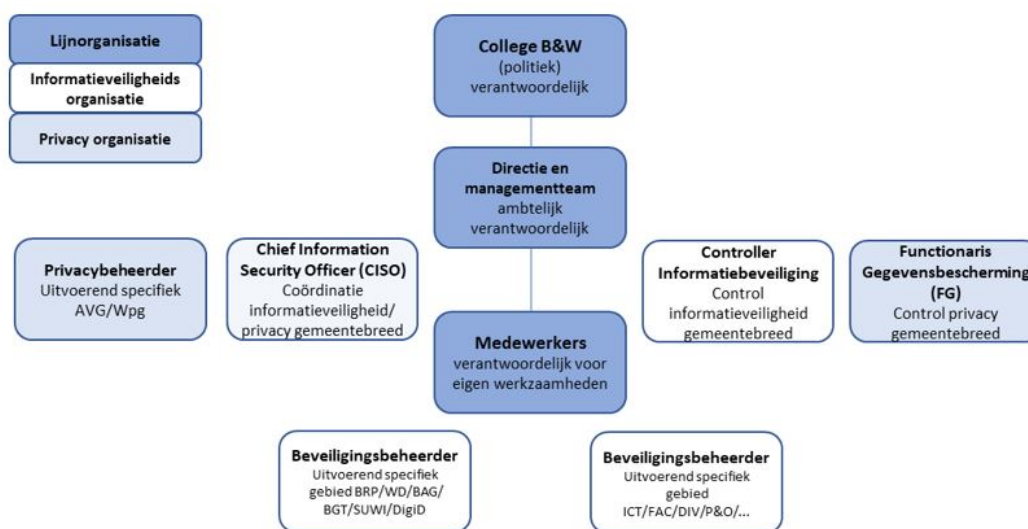 Lijnorganisatie
Informatieveiligheids
organisatie
Privacy organisatie
College B&W
(politiek)
verantwoordelijk
Directie en
managementteam
ambtelijk
verantwoordelijk
Privacybeheerder
Uitvoerend specifiek
AVG/Wpg
Chief Information
Security Officer (CISO)
Coördinatie
informatieveiligheid/
privacy gemeentebreed
Controller
Informatiebeveiliging
Control
informatieveiligheid
gemeentebreed
Functionaris
Gegevensbescherming
(FG)
Control privacy
gemeentebreed
Medewerkers
verantwoordelijk voor
eigen werkzaamheden
Beveiligingsbeheerder
Uitvoerend specifiek
gebied BRP/WD/BAG/
BGT/SUWI/DigiD
Beveiligingsbeheerder
Uitvoerend specifiek
gebied
ICT/FAC/DIV/P&O/...